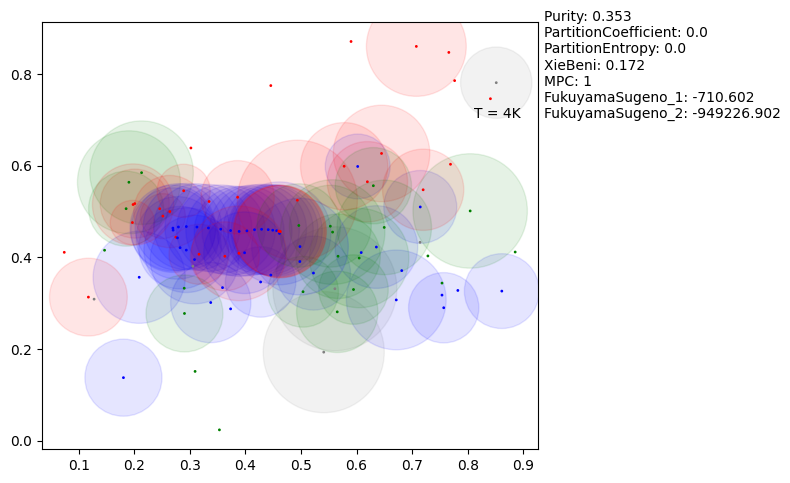 Purity: 0.353
PartitionCoefficient: 0.0
PartitionEntropy: 0.0
XieBeni: 0.172
MPC: 1
FukuyamaSugeno_1: -710.602
FukuyamaSugeno_2: -949226.902
T = 4K
0.8
0.6
0.4
0.2
0.0
0.1 0.2 0.3 0.4 0.5 0.6 0.7 0.8 0.9